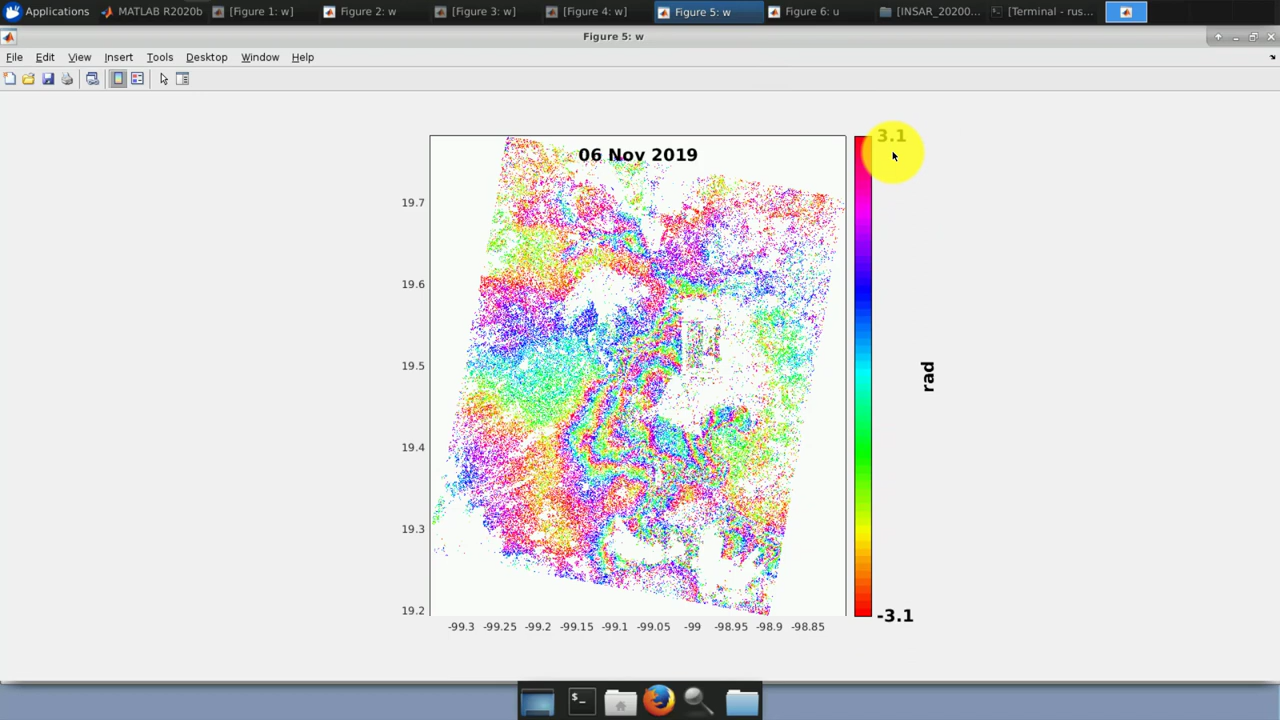 Applications
MATLAB R2020b
[Figure 1: w]
Figure 2: w
[Figure 3: w]
[Figure 4: w]
Figure 5: w
Figure 6: u
[INSAR_20200...
[Terminal - rus...
Figure 5: w
File Edit View Insert Tools Desktop Window Help
06 Nov 2019
3.1
19.7
19.6
19.5
19.4
19.3
19.2
rad
-3.1
-99.3 -99.25 -99.2 -99.15 -99.1 -99.05 -99 -98.95 -98.9 -98.85